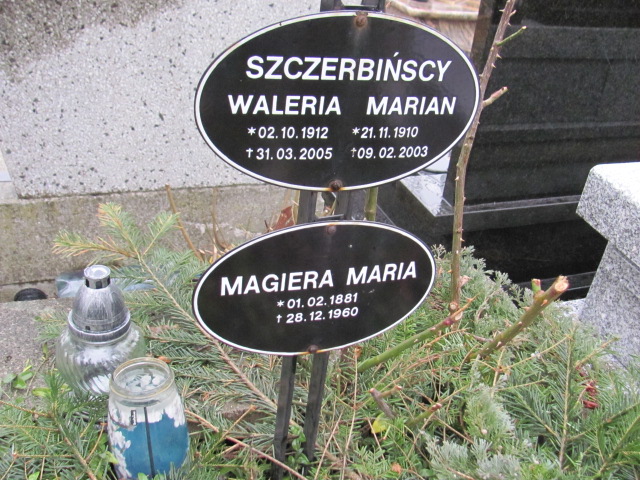 SZCZERBIŃSCY
WALERIA MARIAN
*02.10.1912 *21.11.1910
†31.03.2005 †09.02.2003
MAGIERA MARIA
*01.02.1881
†28.12.1960